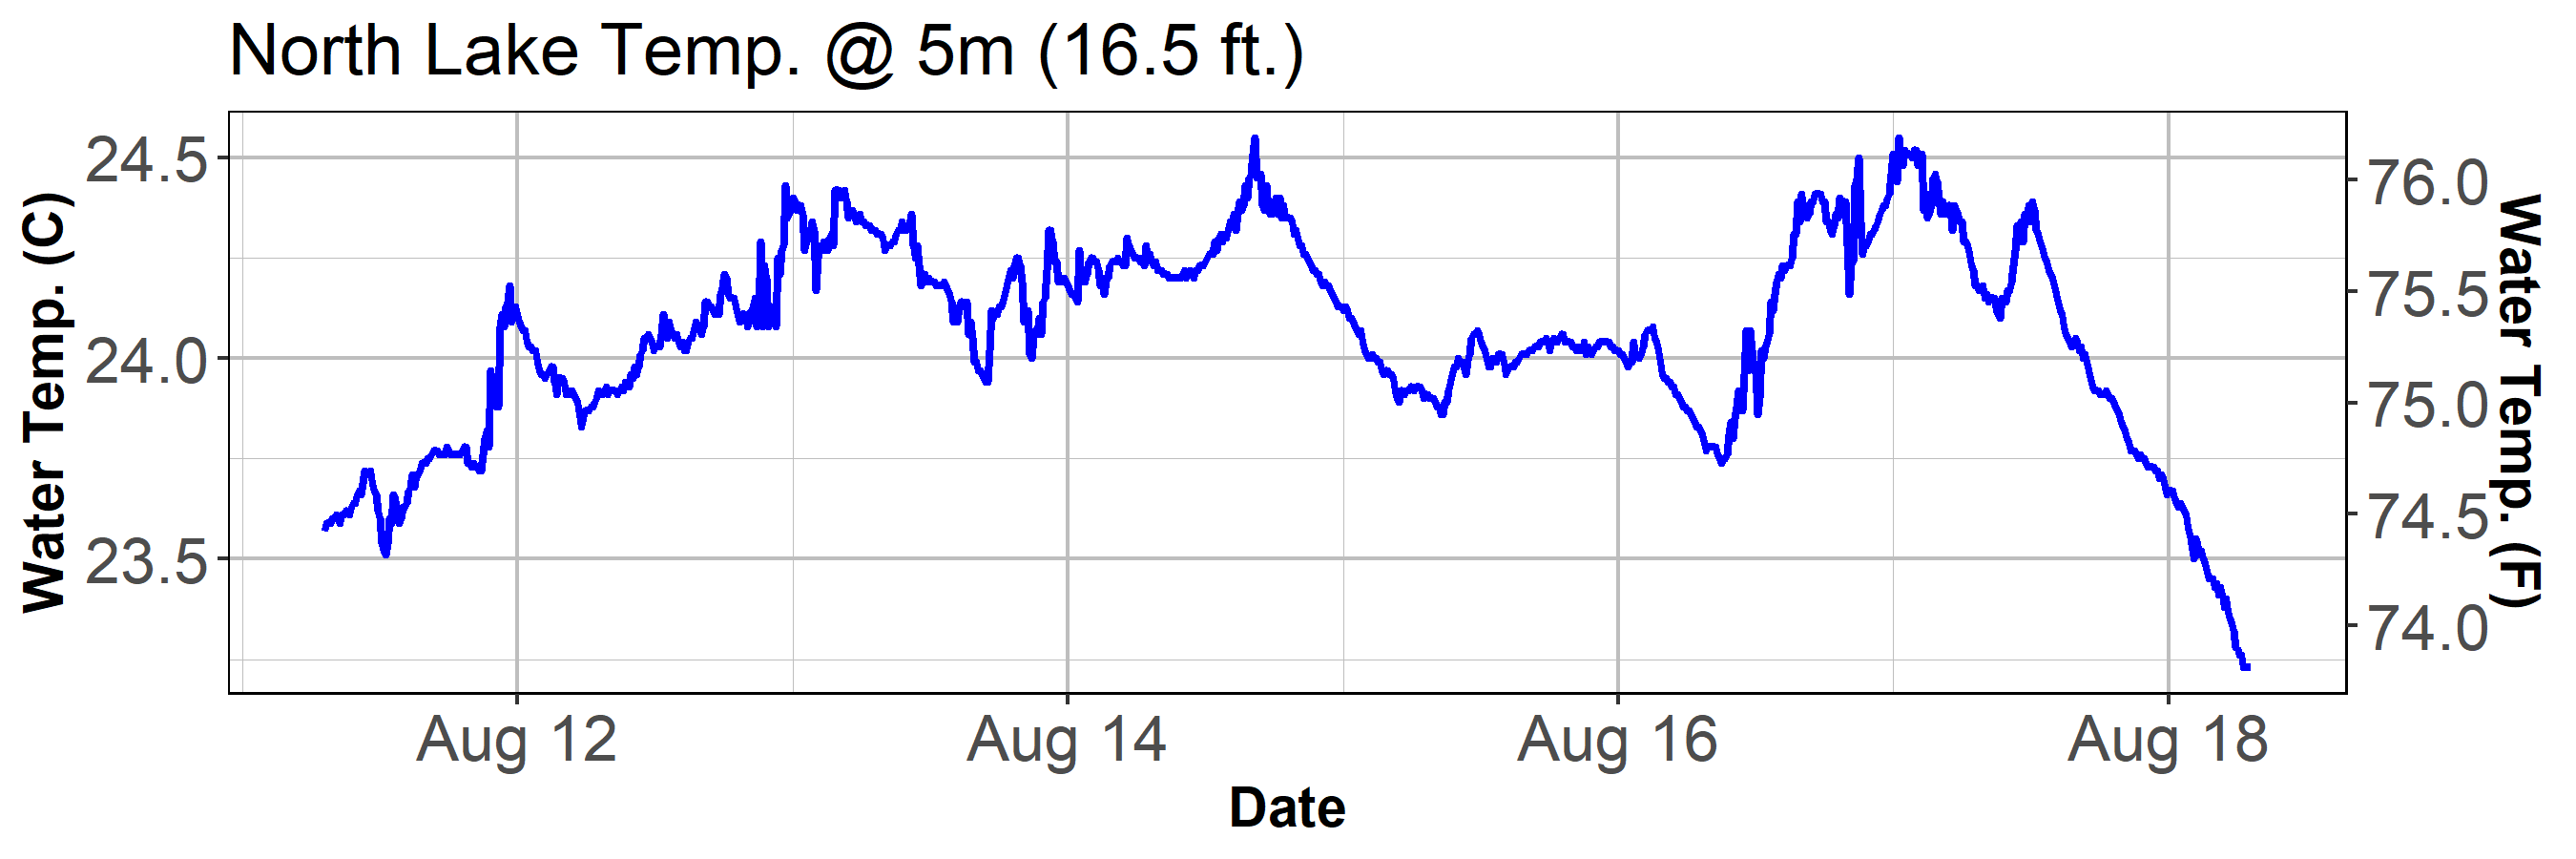 North Lake Temp. @ 5m (16.5 ft.)
Water Temp. (C)
24.5
24.0
23.5
76.0
75.5
75.0
74.5
74.0
Water Temp. (F)
Aug 12
Aug 14
Aug 16
Aug 18
Date